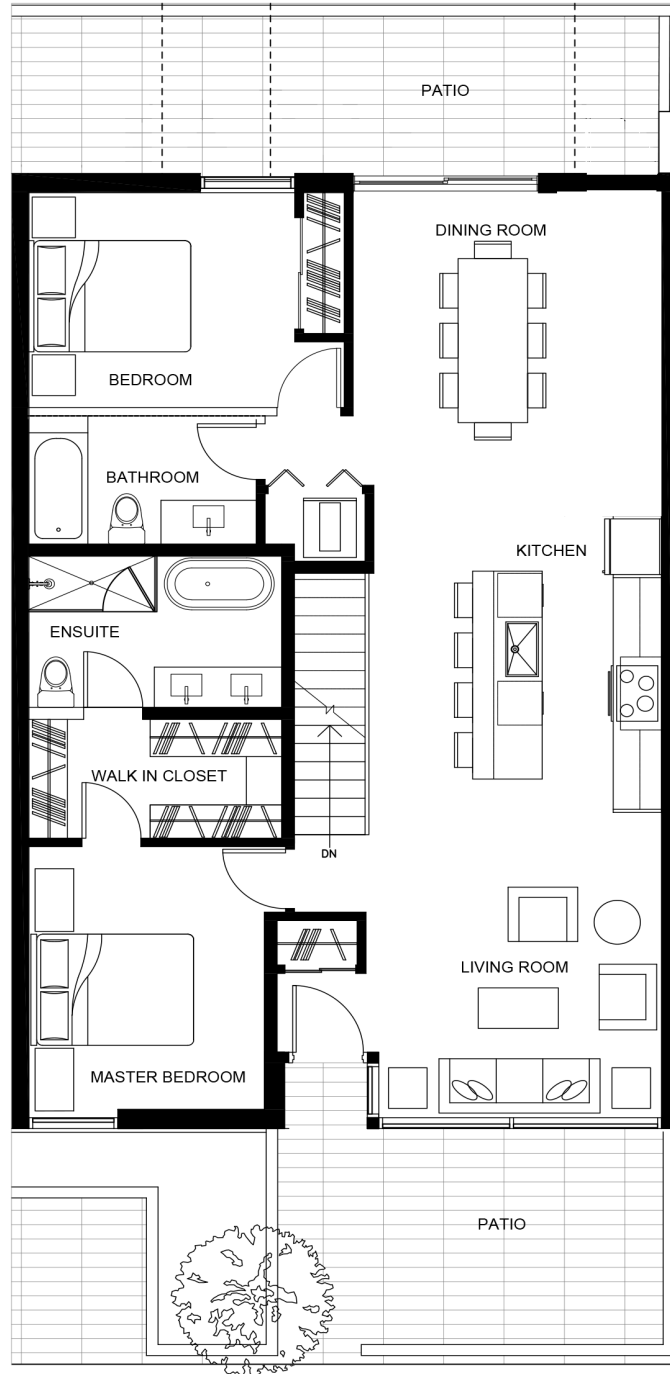 PATIO
DINING ROOM
BEDROOM
BATHROOM
KITCHEN
ENSUITE
WALK IN CLOSET
DN
LIVING ROOM
MASTER BEDROOM
PATIO